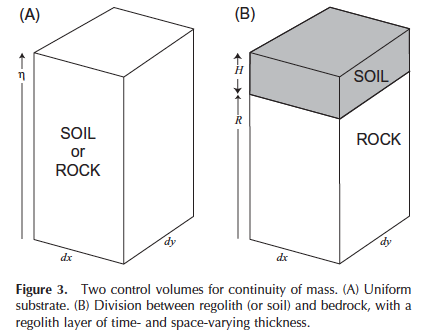 (A)
(B)
η
H
SOIL
R
SOIL
or
ROCK
ROCK
dx
dy
dx
dy
Figure 3. Two control volumes for continuity of mass. (A) Uniform
substrate. (B) Division between regolith (or soil) and bedrock, with a
regolith layer of time- and space-varying thickness.